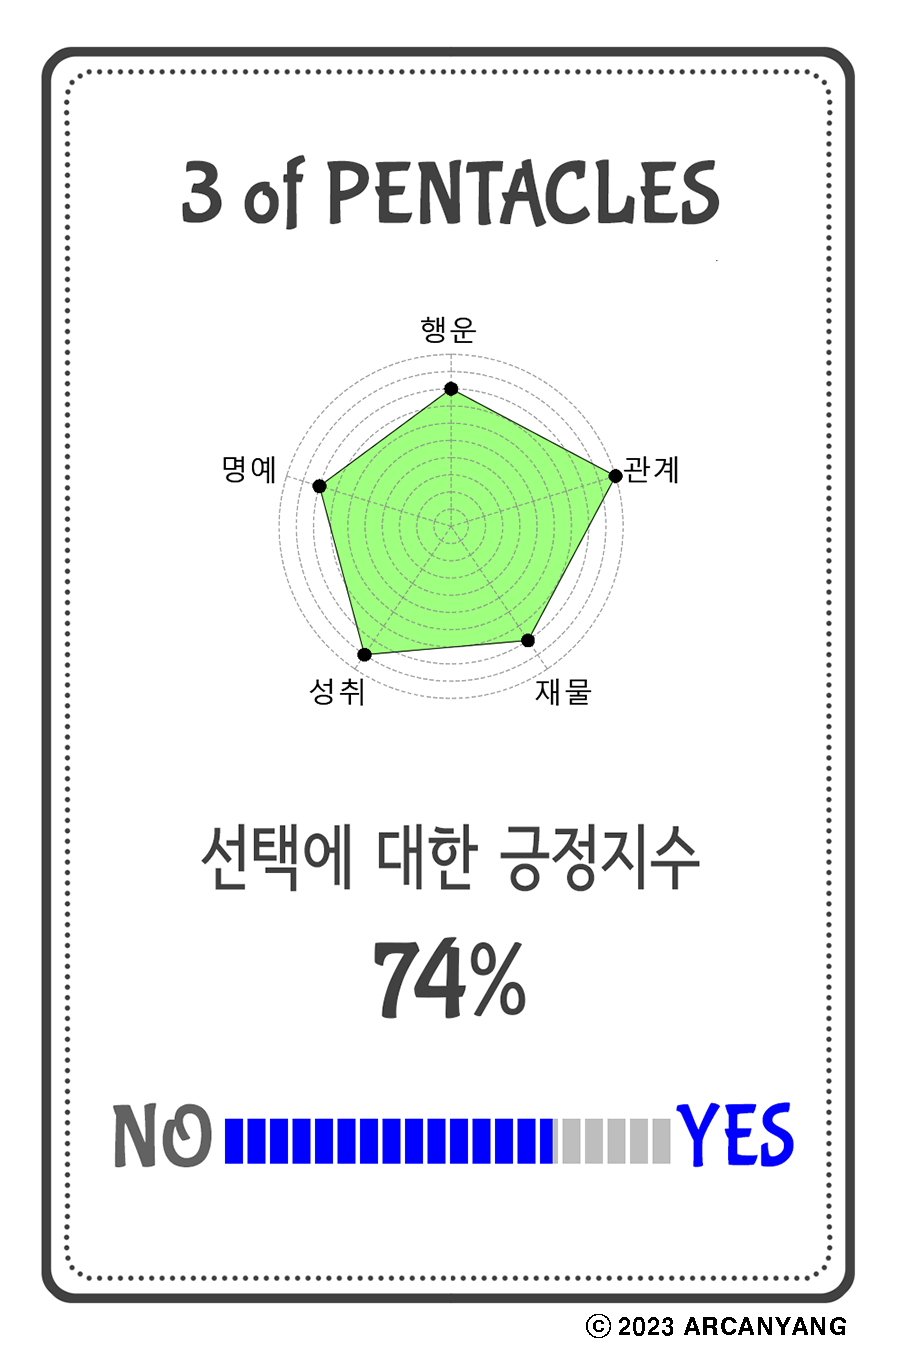 3 of PENTACLES
행운
명예
관계
성취
재물
선택에 대한 긍정지수
74%
NO YES
© 2023 ARCANYANG